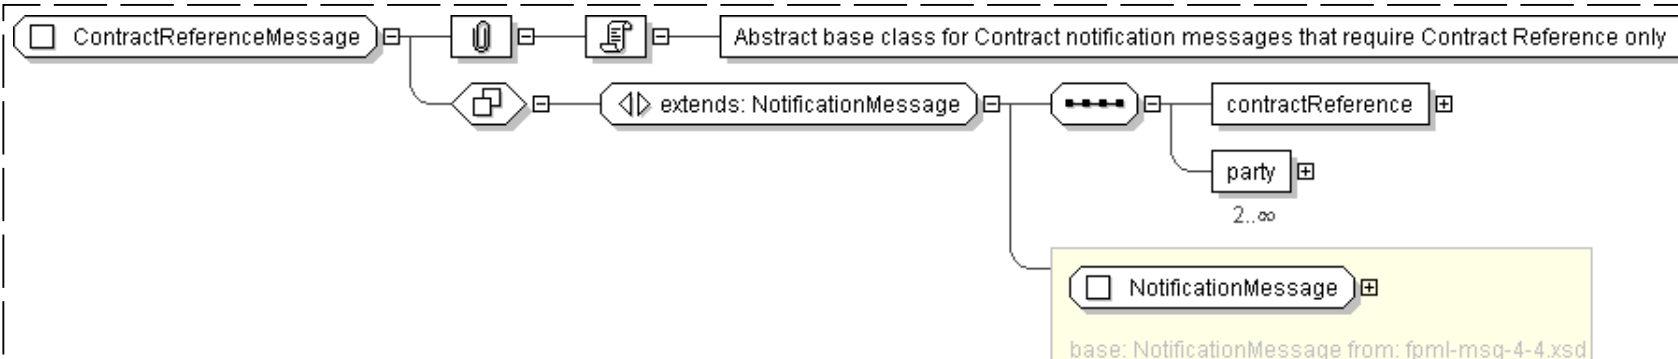 ContractReferenceMessage
Abstract base class for Contract notification messages that require Contract Reference only
extends: NotificationMessage
contractReference
party
2..∞
NotificationMessage
base: NotificationMessage from: fpml-msg-4-4.xsd